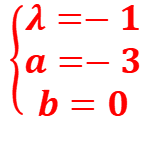 λ = − 1
a = − 3
b = 0